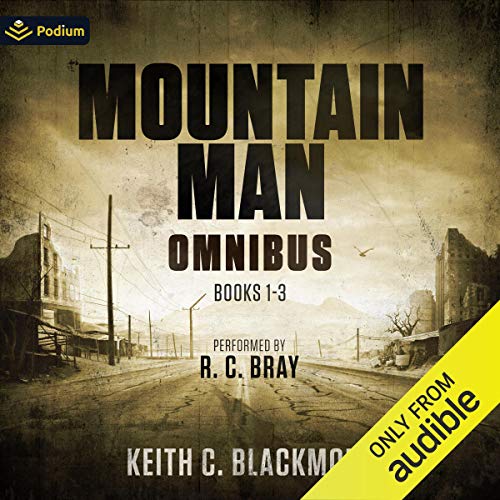 Podium
MOUNTAIN
MAN
OMNIBUS
BOOKS 1-3
PERFORMED BY
R. C. BRAY
KEITH C. BLACKMO
ONLY FROM
audible